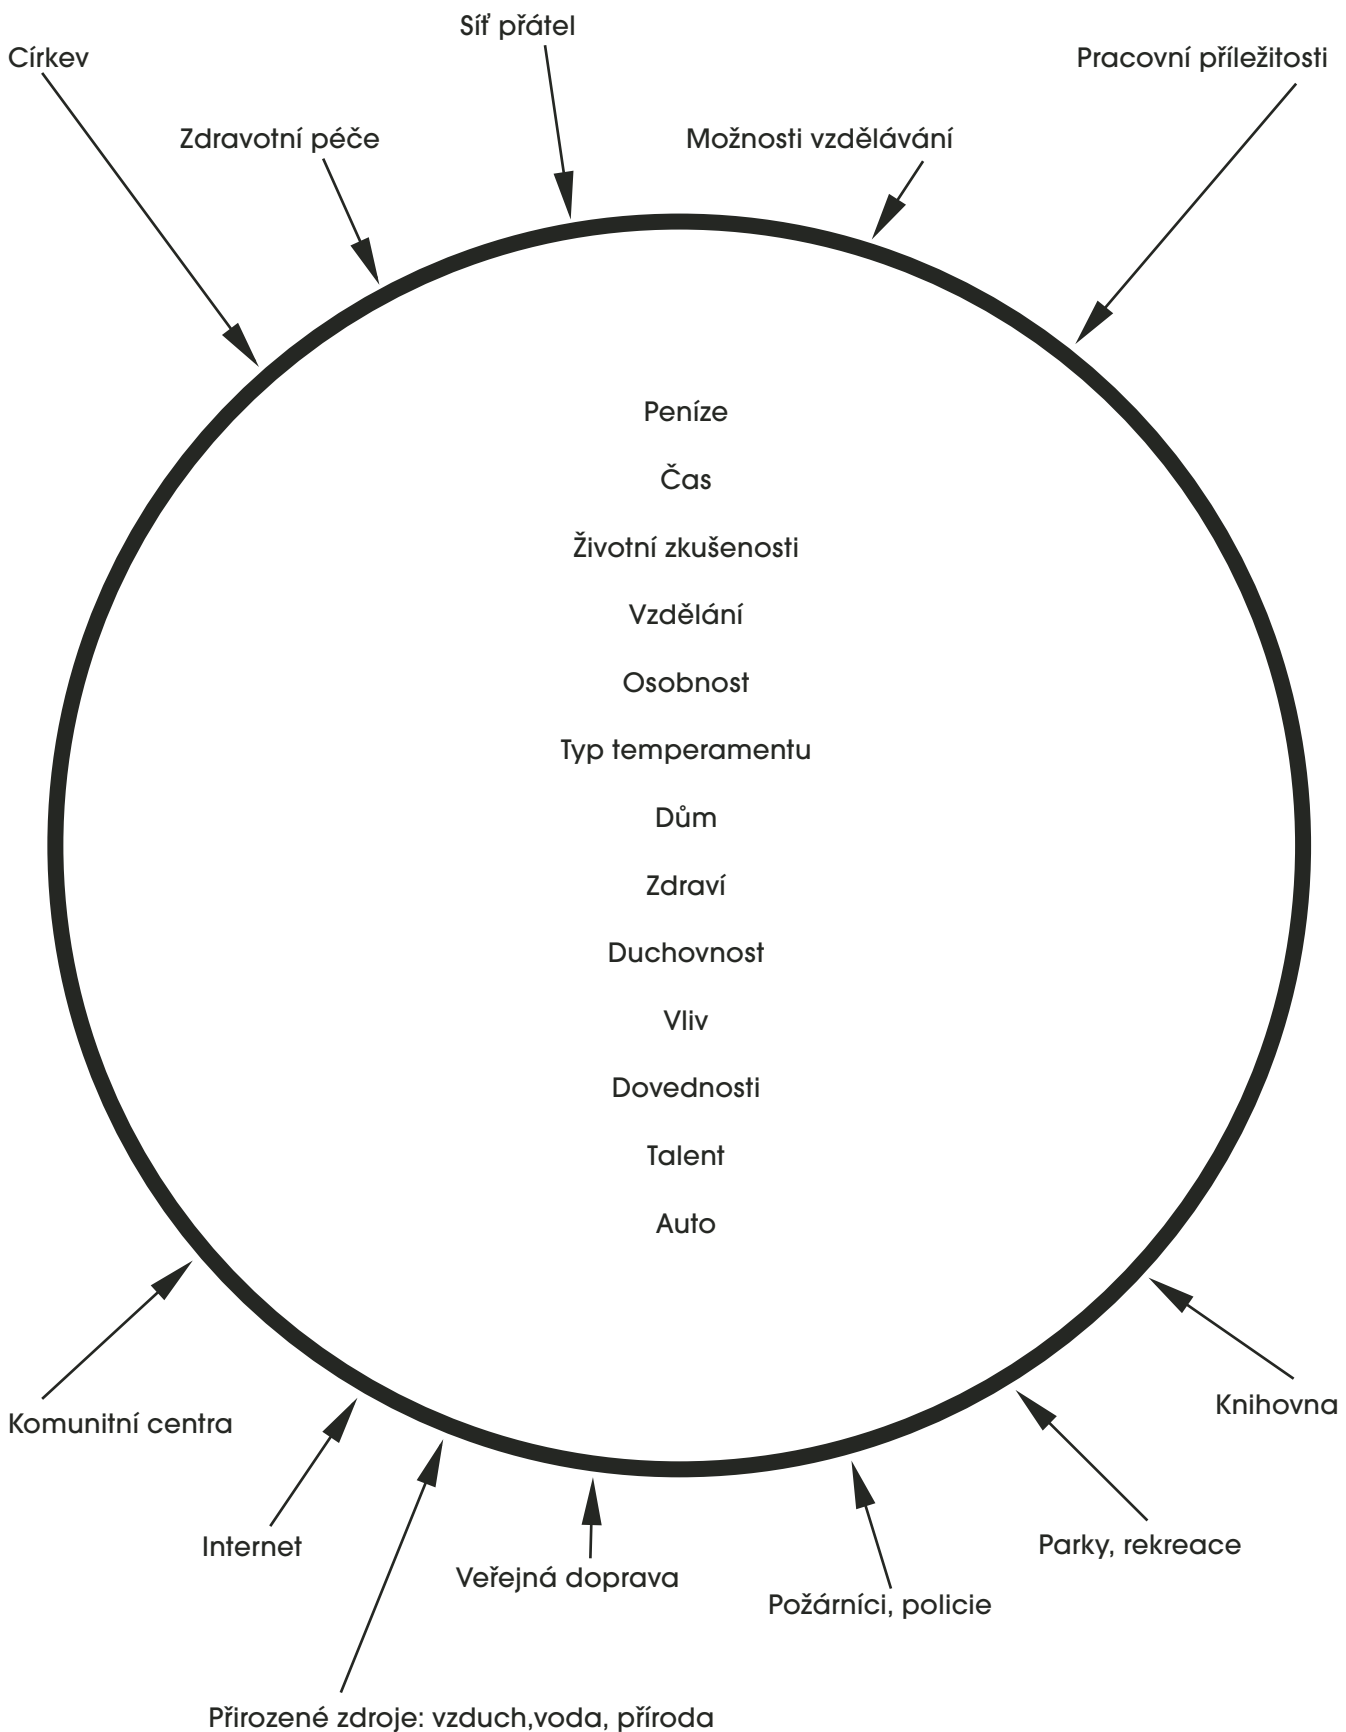 Síť přátel
Církev
Pracovní příležitosti
Zdravotní péče
Možnosti vzdělávání
Peníze
Čas
Životní zkušenosti
Vzdělání
Osobnost
Typ temperamentu
Dům
Zdraví
Duchovnost
Vliv
Dovednosti
Talent
Auto
Knihovna
Komunitní centra
Internet
Parky, rekreace
Veřejná doprava
Požárníci, policie
Přirozené zdroje: vzduch,voda, příroda